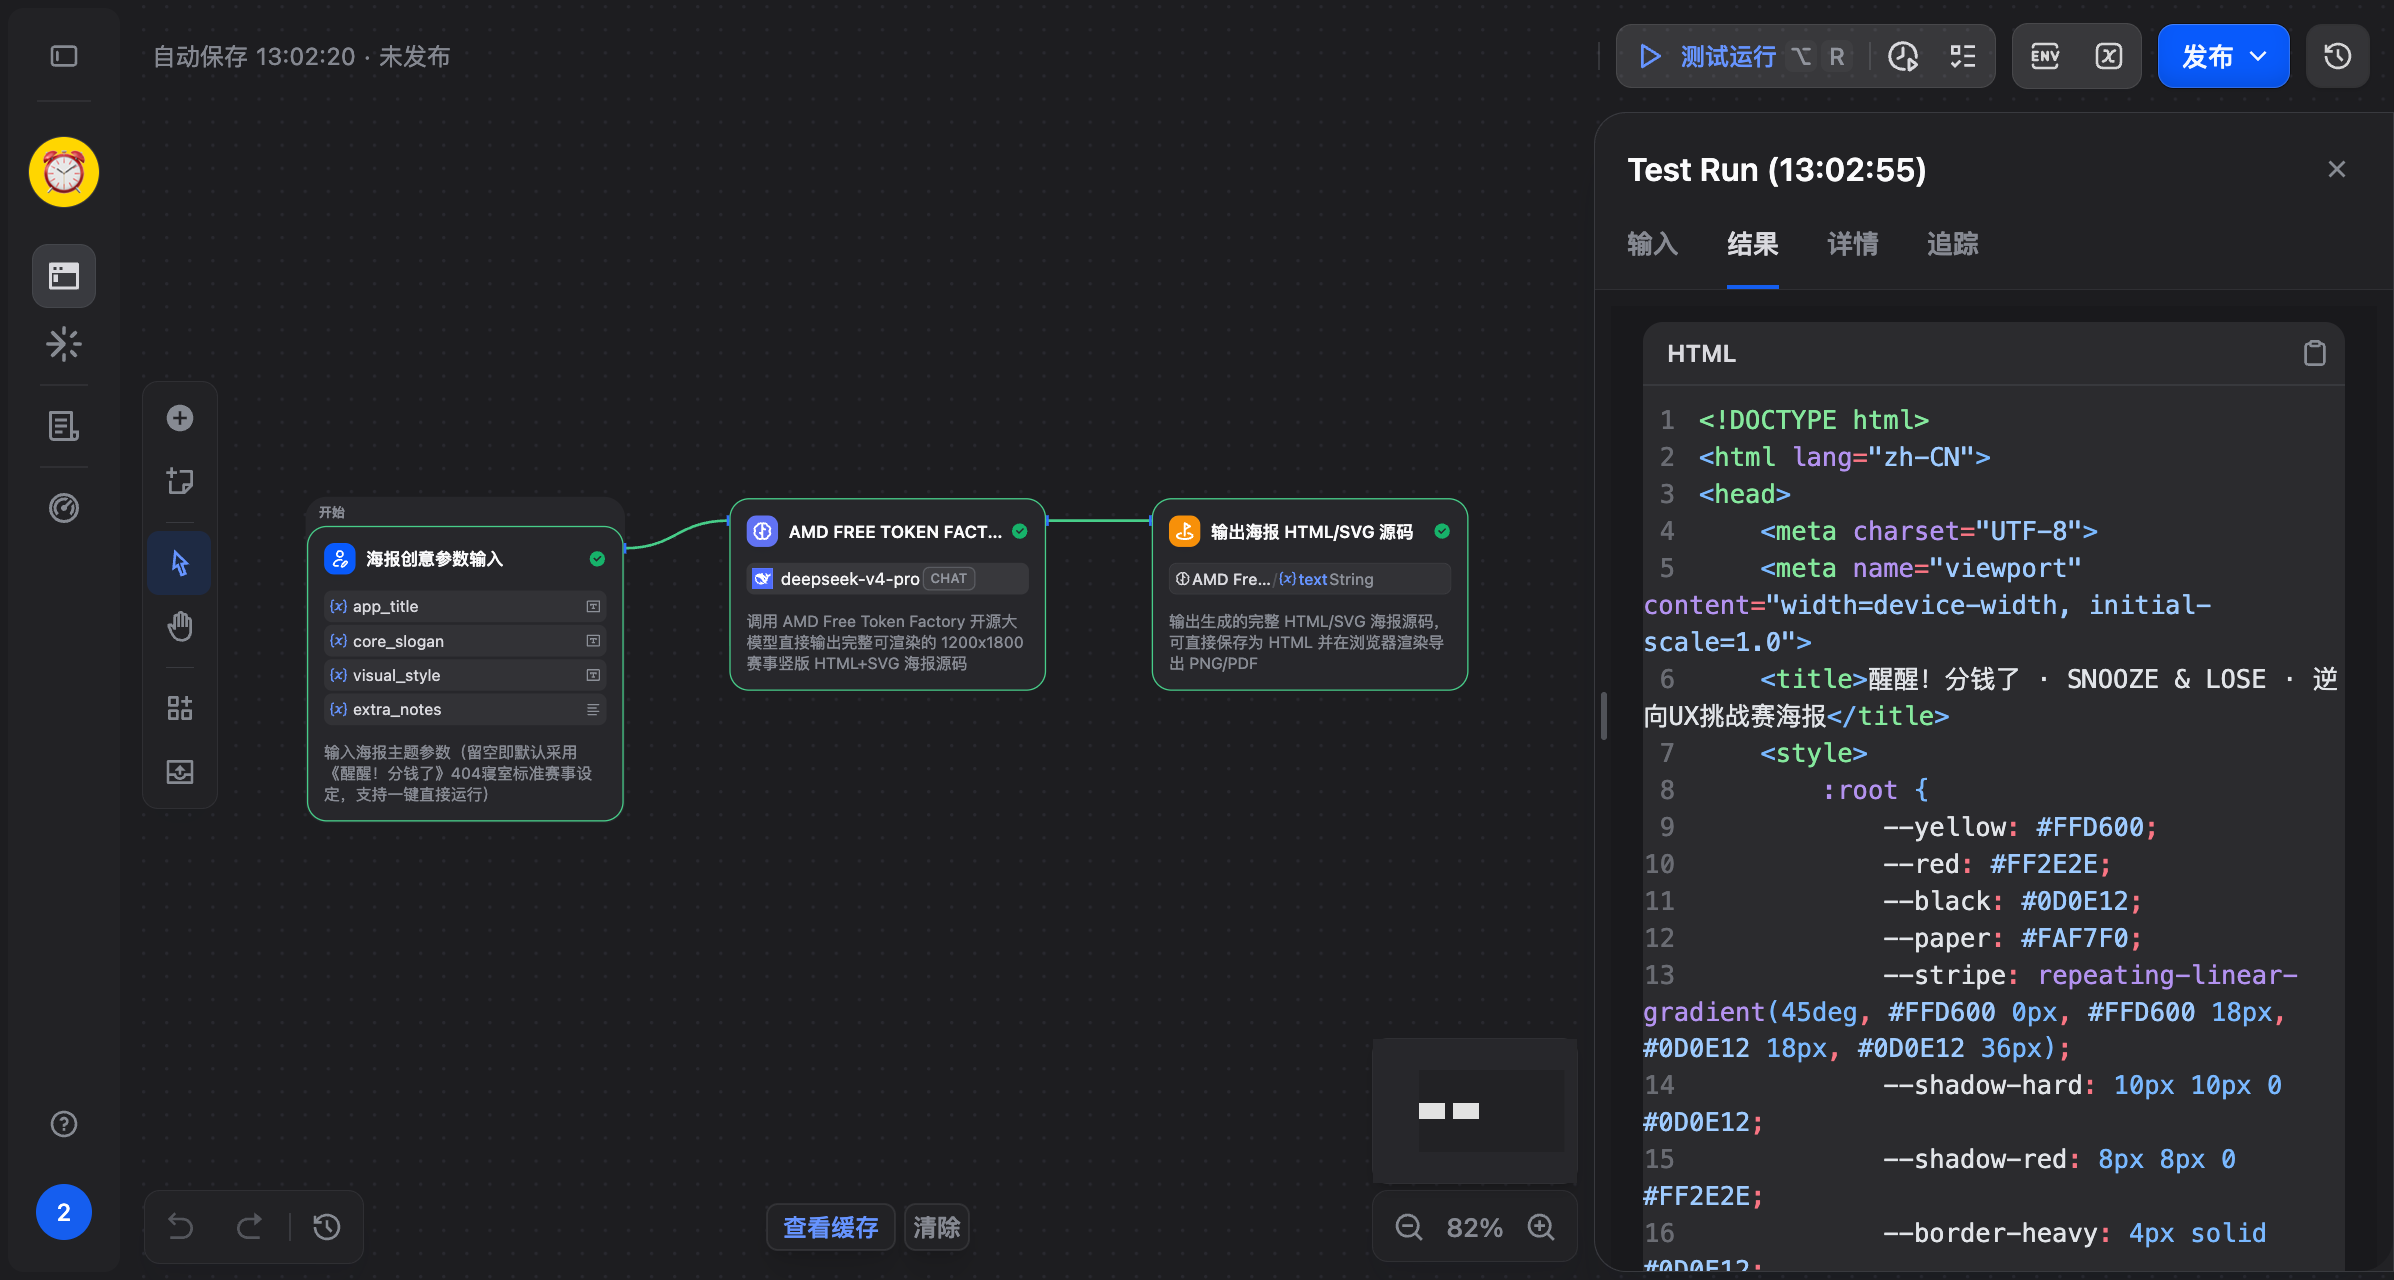 自动保存 13:02:20 · 未发布
测试运行 ⌥ R
ENV
发布
开始
海报创意参数输入
{x} app_title
{x} core_slogan
{x} visual_style
{x} extra_notes
输入海报主题参数（留空即默认采用
《醒醒！分钱了》404寝室标准赛事设
定，支持一键直接运行）
AMD FREE TOKEN FACT...
deepseek-v4-pro CHAT
调用 AMD Free Token Factory 开源大
模型直接输出完整可渲染的 1200x1800
赛事竖版 HTML+SVG 海报源码
输出海报 HTML/SVG 源码
AMD Fre... / {x} text String
输出生成的完整 HTML/SVG 海报源码，
可直接保存为 HTML 并在浏览器渲染导
出 PNG/PDF
2
查看缓存
清除
82%
Test Run (13:02:55)
输入 结果 详情 追踪
HTML
1 <!DOCTYPE html>
2 <html lang="zh-CN">
3 <head>
4 <meta charset="UTF-8">
5 <meta name="viewport"
content="width=device-width, initial-
scale=1.0">
6 <title>醒醒！分钱了 · SNOOZE & LOSE · 逆
向UX挑战赛海报</title>
7 <style>
8 :root {
9 --yellow: #FFD600;
10 --red: #FF2E2E;
11 --black: #0D0E12;
12 --paper: #FAF7F0;
13 --stripe: repeating-linear-
gradient(45deg, #FFD600 0px, #FFD600 18px,
#0D0E12 18px, #0D0E12 36px);
14 --shadow-hard: 10px 10px 0
#0D0E12;
15 --shadow-red: 8px 8px 0
#FF2E2E;
16 --border-heavy: 4px solid
#0D0E12;